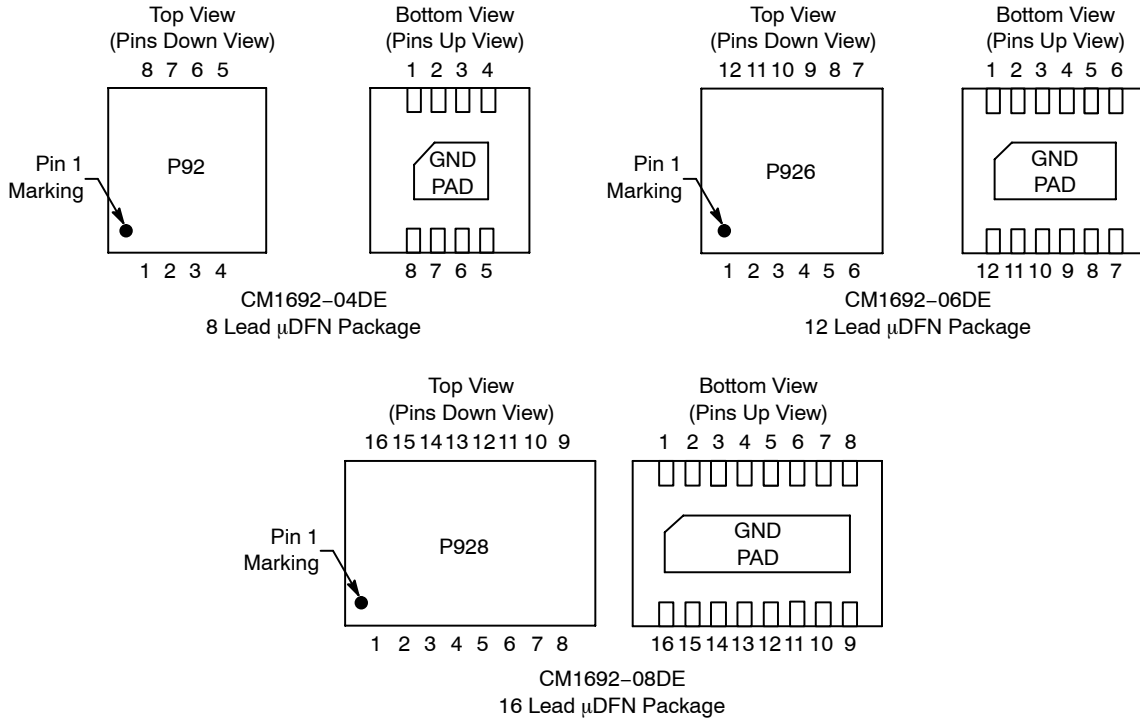 Top View
(Pins Down View)
8 7 6 5
Pin 1
Marking
P92
1 2 3 4
Bottom View
(Pins Up View)
1 2 3 4
GND
PAD
8 7 6 5
CM1692−04DE
8 Lead μDFN Package
Top View
(Pins Down View)
12 11 10 9 8 7
Pin 1
Marking
P926
1 2 3 4 5 6
Bottom View
(Pins Up View)
1 2 3 4 5 6
GND
PAD
12 11 10 9 8 7
CM1692−06DE
12 Lead μDFN Package
Top View
(Pins Down View)
16 15 14 13 12 11 10 9
Pin 1
Marking
P928
1 2 3 4 5 6 7 8
Bottom View
(Pins Up View)
1 2 3 4 5 6 7 8
GND
PAD
16 15 14 13 12 11 10 9
CM1692−08DE
16 Lead μDFN Package